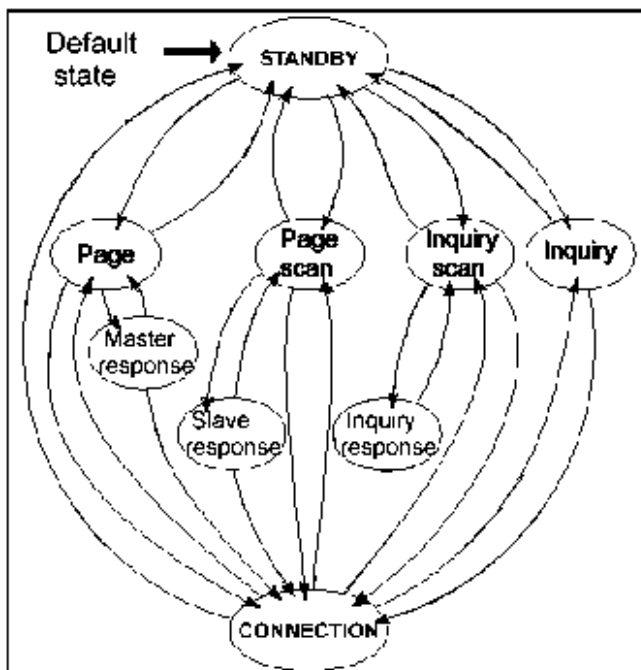 Default
state
STANDBY
Page
Page
scan
Inquiry
scan
Inquiry
Master
response
Slave
response
Inquiry
response
CONNECTION